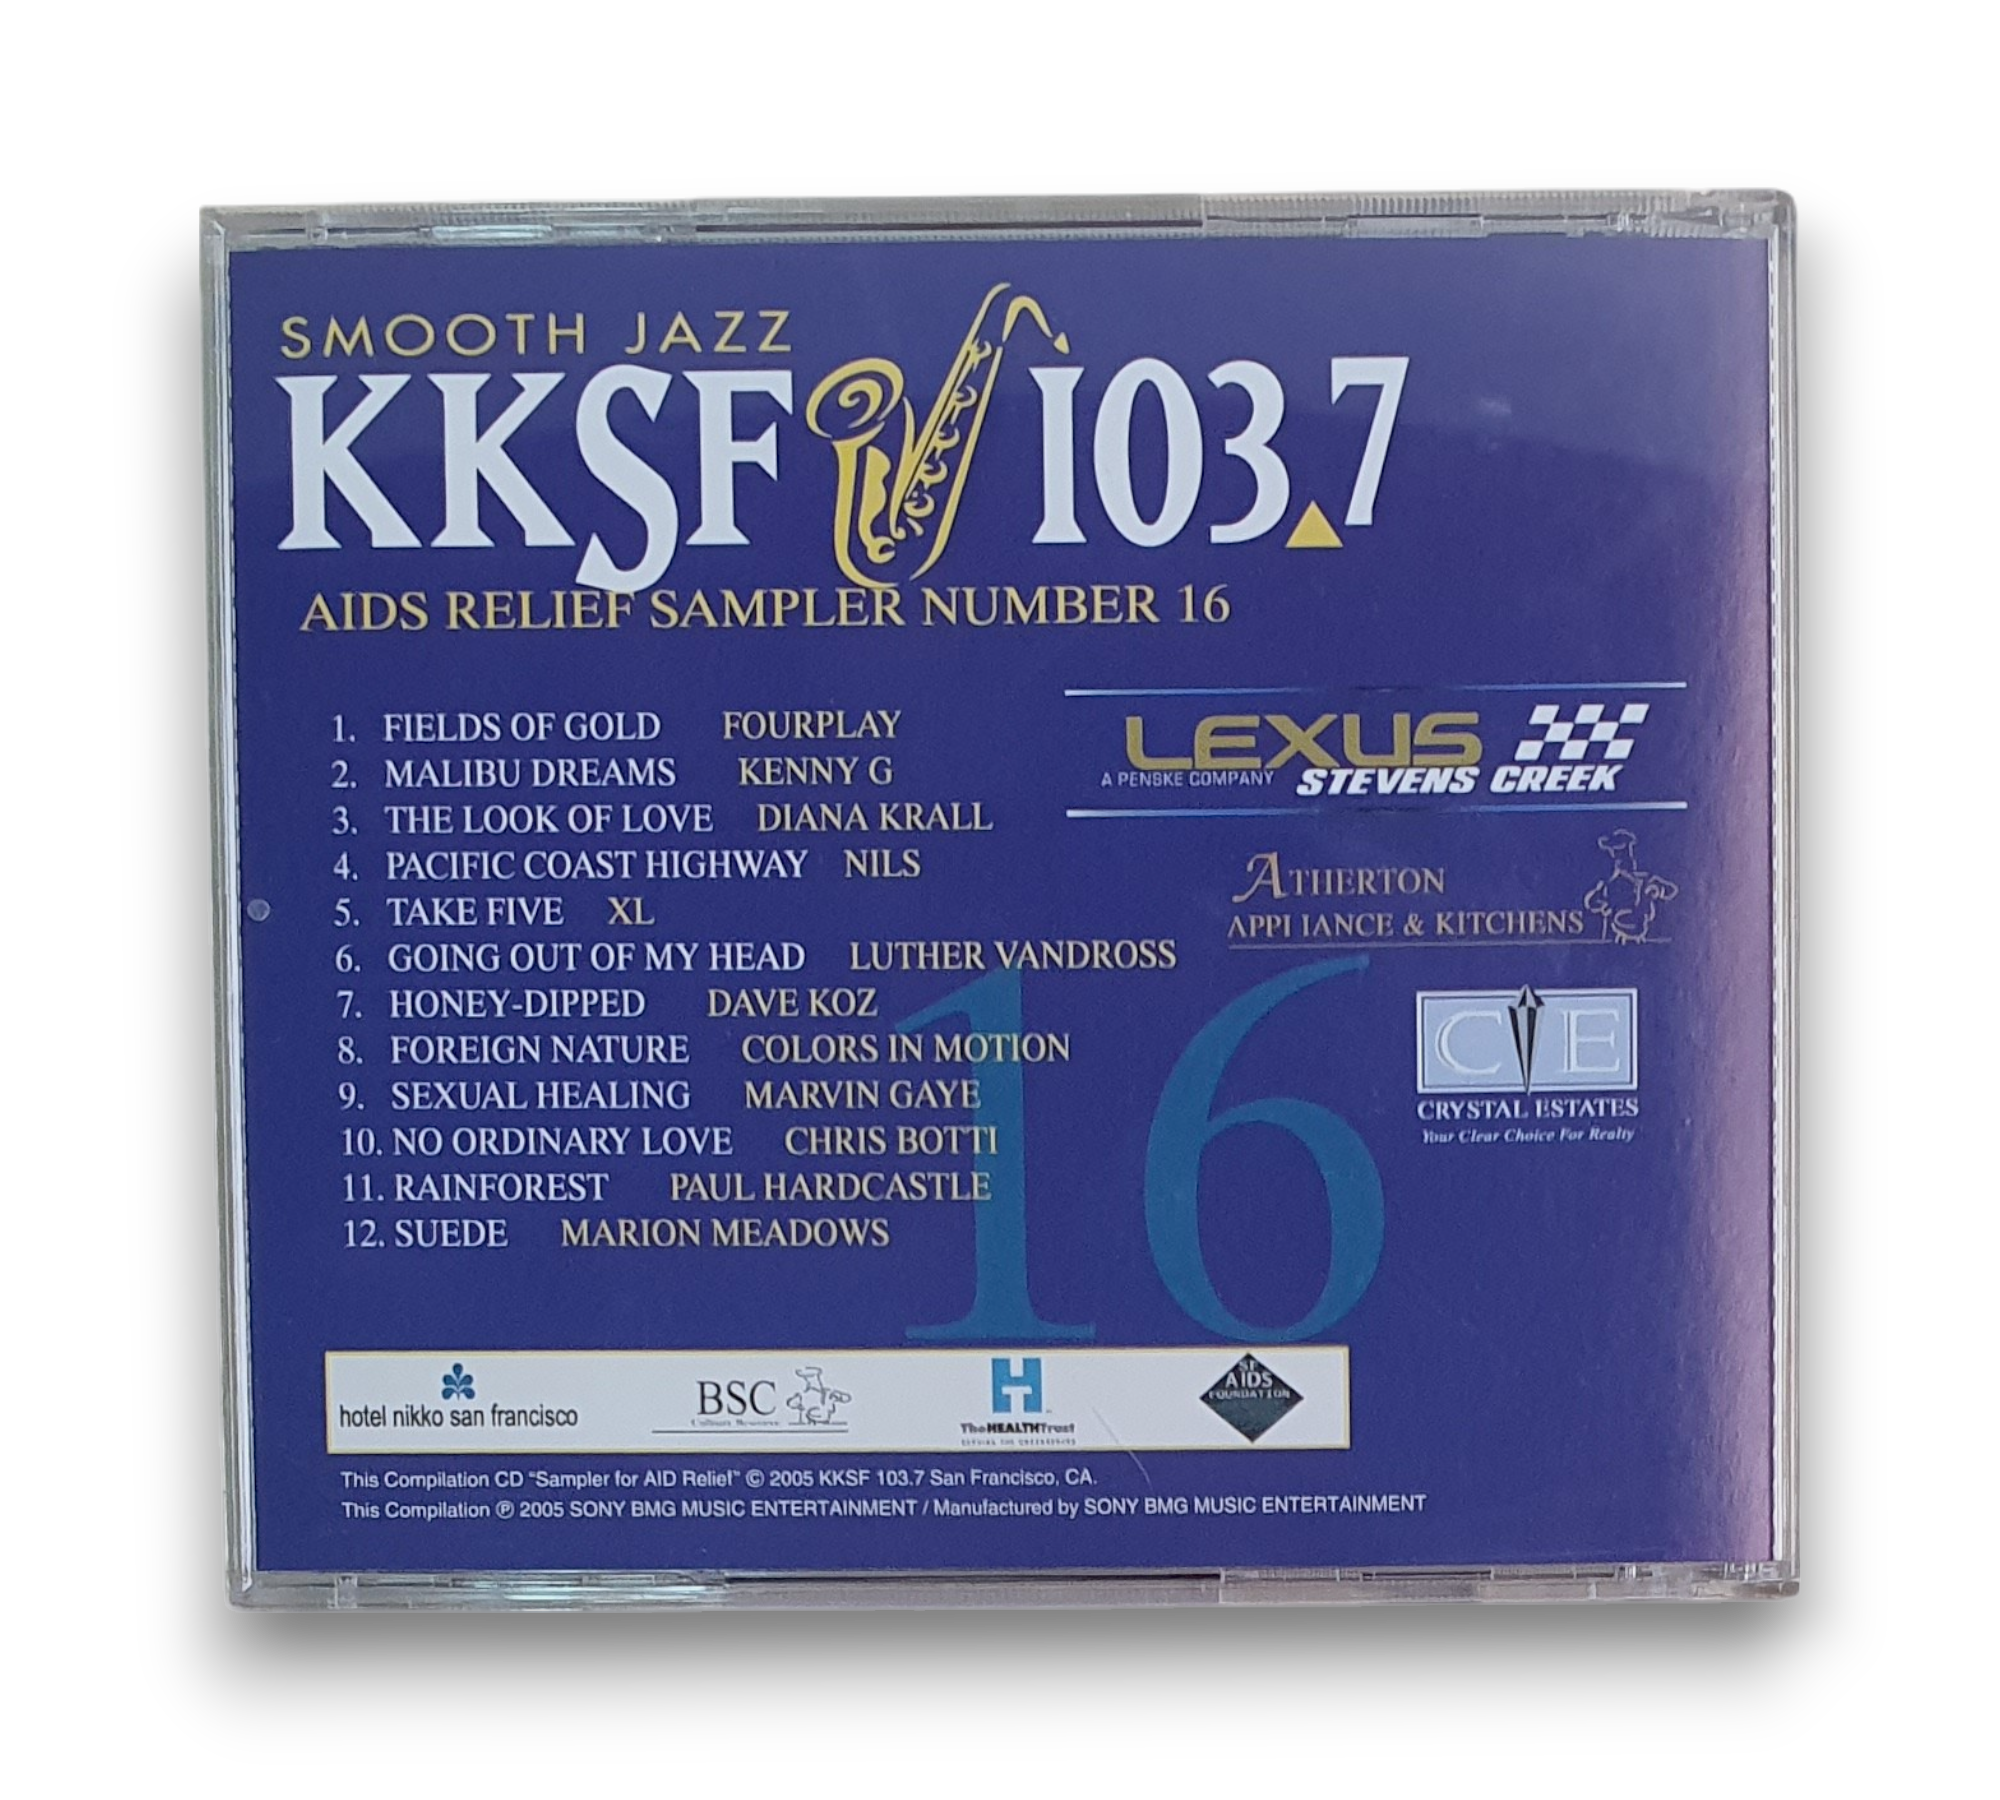 SMOOTH JAZZ
KKSF 103.7
AIDS RELIEF SAMPLER NUMBER 16
1. FIELDS OF GOLD FOURPLAY
2. MALIBU DREAMS KENNY G
3. THE LOOK OF LOVE DIANA KRALL
4. PACIFIC COAST HIGHWAY NILS
5. TAKE FIVE XL
6. GOING OUT OF MY HEAD LUTHER VANDROSS
7. HONEY-DIPPED DAVE KOZ
8. FOREIGN NATURE COLORS IN MOTION
9. SEXUAL HEALING MARVIN GAYE
10. NO ORDINARY LOVE CHRIS BOTTI
11. RAINFOREST PAUL HARDCASTLE
12. SUEDE MARION MEADOWS
LEXUS
A PENSKE COMPANY STEVENS CREEK
ATHERTON
APPLIANCE & KITCHENS
C E
CRYSTAL ESTATES
Your Clear Choice For Realty
16
hotel nikko san francisco
BSC
H
TheHEALTHTrust
SF
AIDS
FOUNDATION
This Compilation CD "Sampler for AID Relief" © 2005 KKSF 103.7 San Francisco, CA.
This Compilation ℗ 2005 SONY BMG MUSIC ENTERTAINMENT / Manufactured by SONY BMG MUSIC ENTERTAINMENT